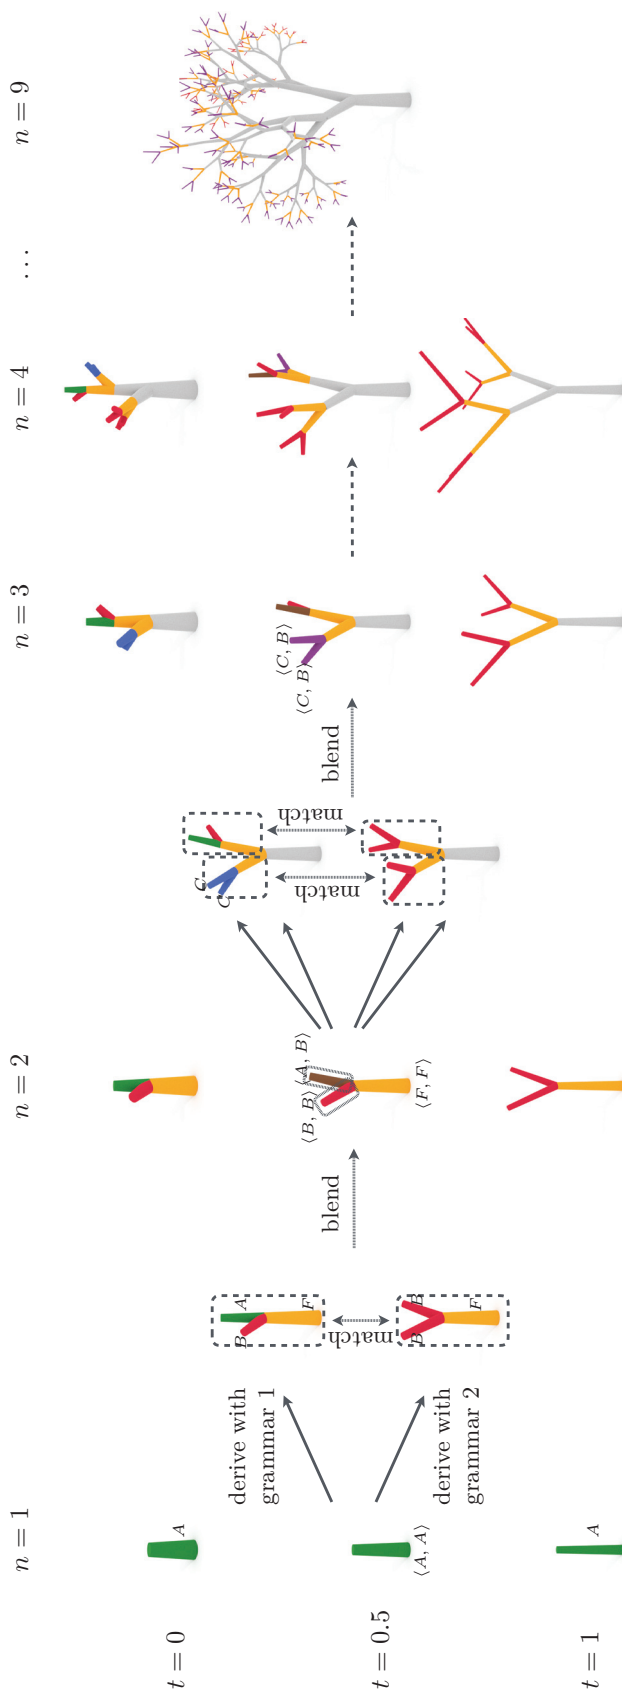 n = 1
n = 2
n = 3
n = 4
...
n = 9
t = 0
A
t = 0.5
⟨A, A⟩
derive with
grammar 1
derive with
grammar 2
B
A
F
match
B
B
F
blend
⟨B, B⟩
⟨A, B⟩
⟨F, F⟩
C
C
match
match
blend
⟨C, B⟩
⟨C, B⟩
t = 1
A